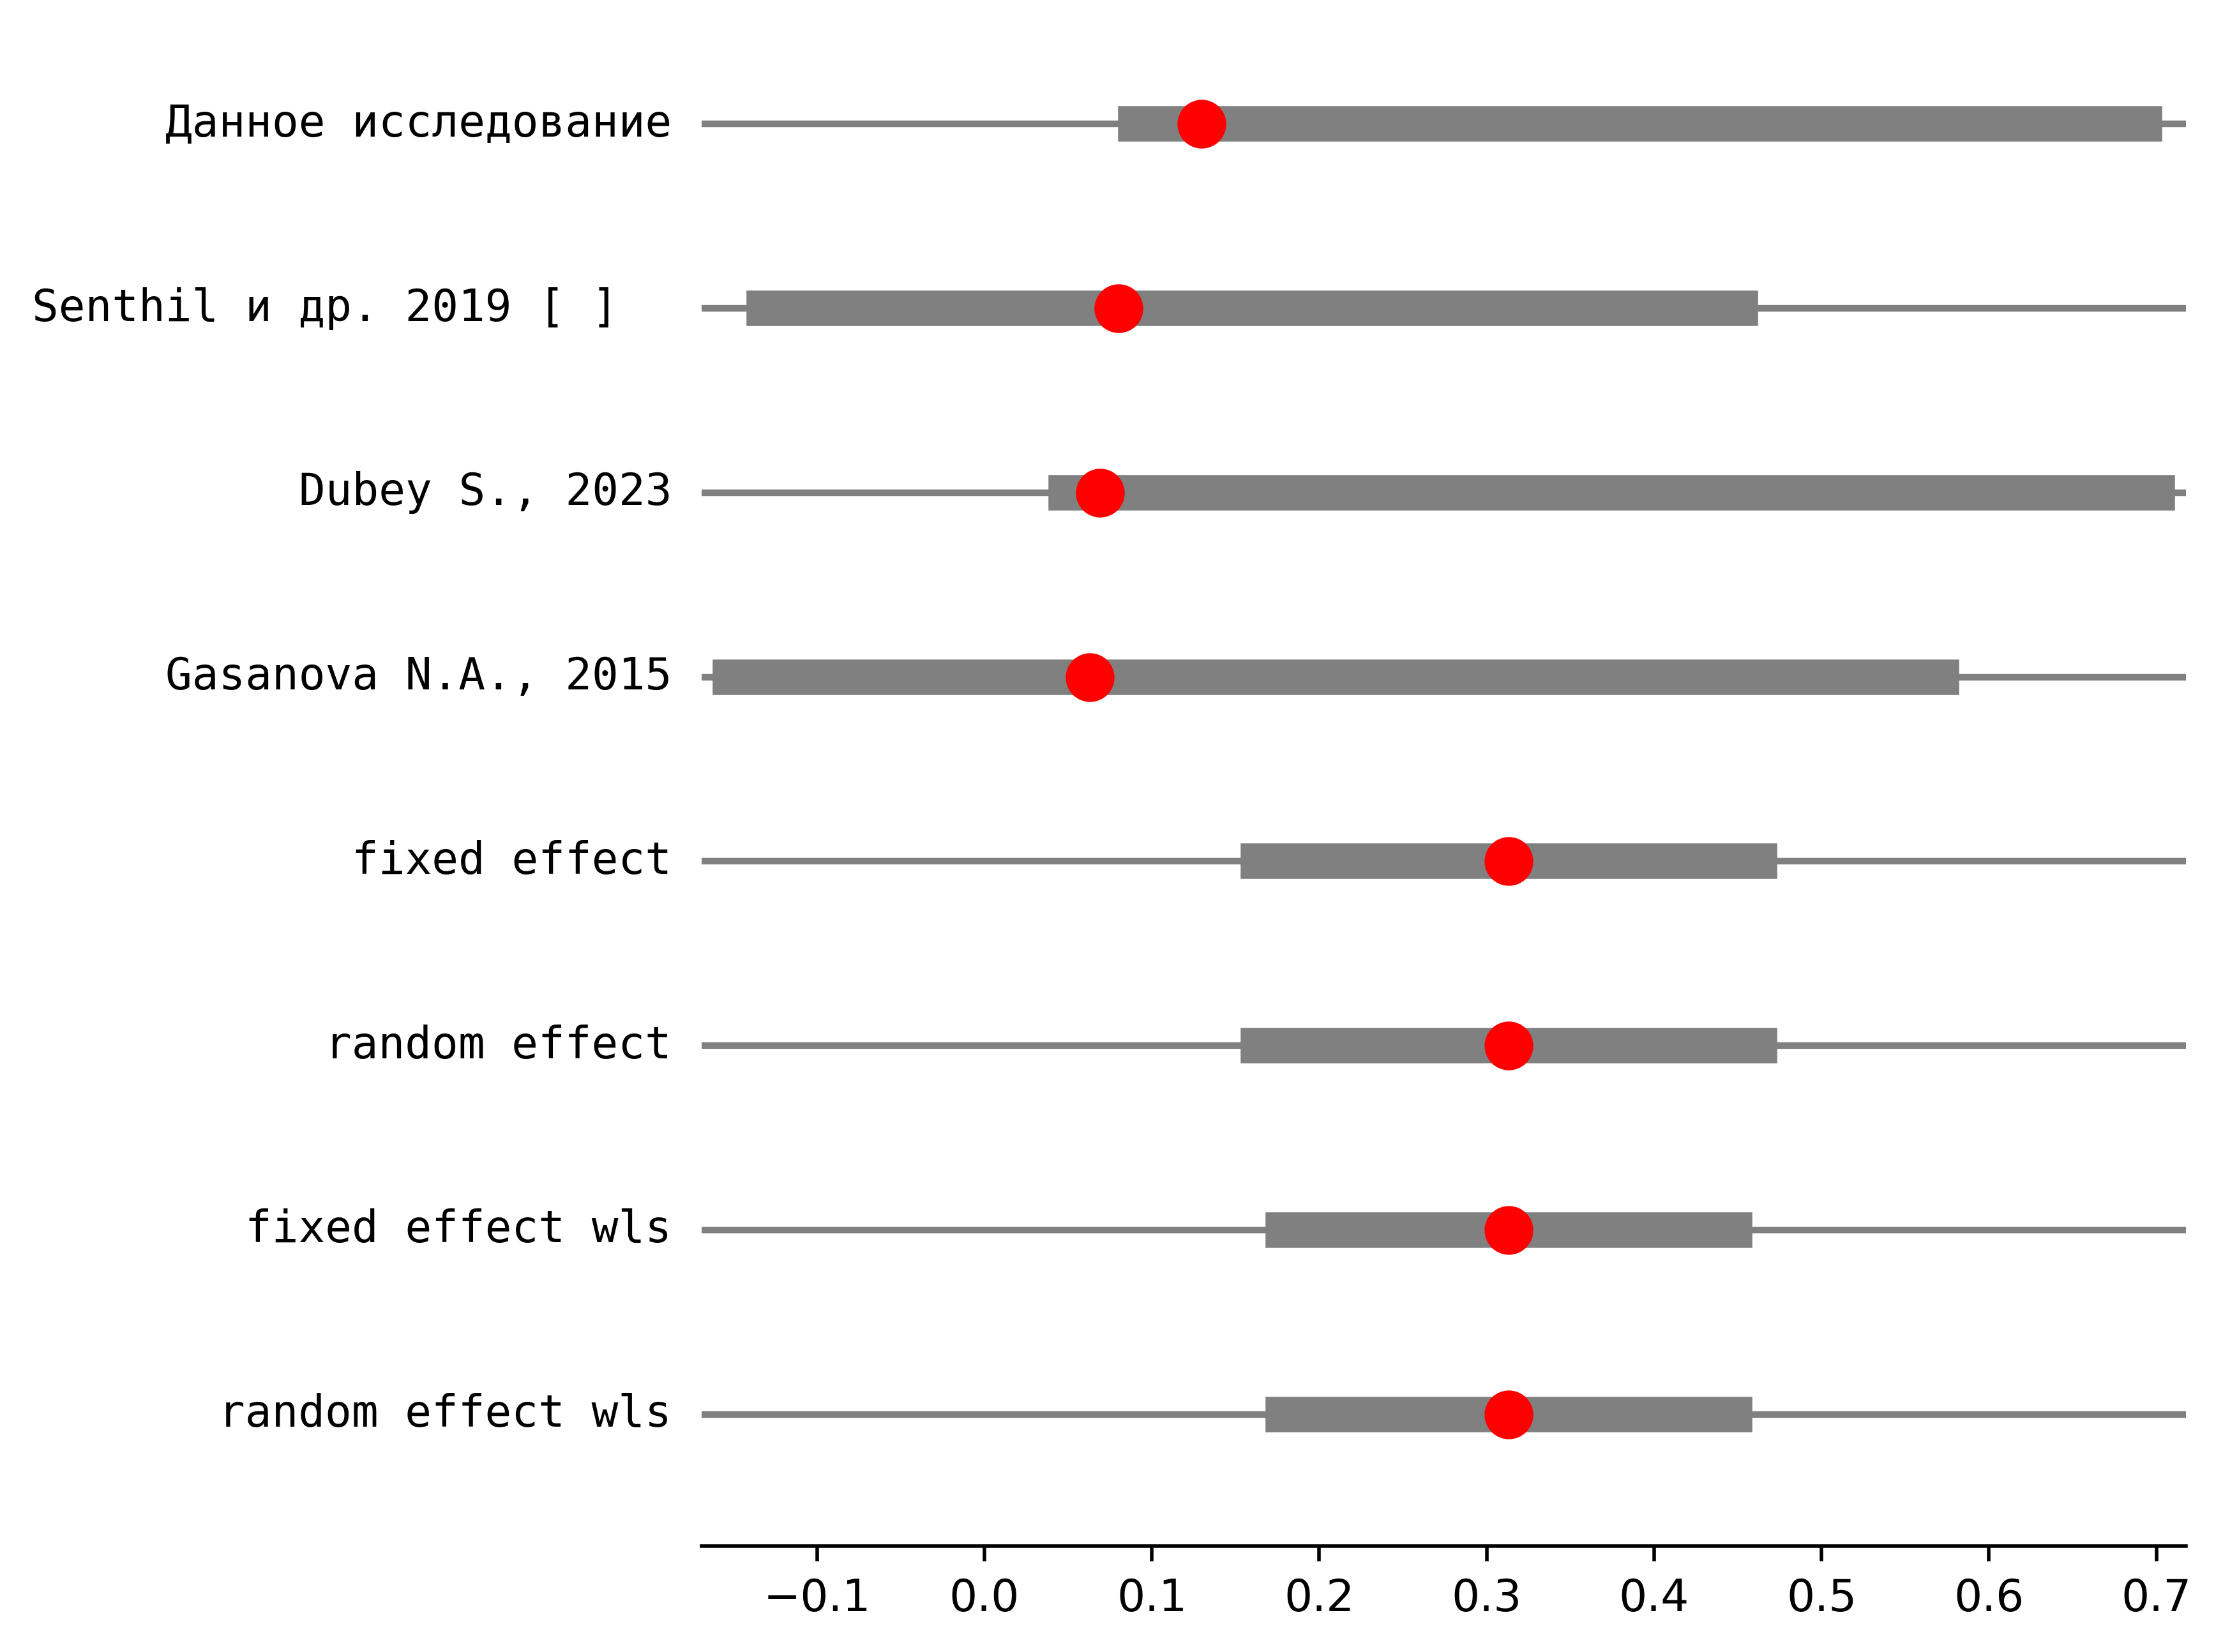 Данное исследование
Senthil и др. 2019 [ ]
Dubey S., 2023
Gasanova N.A., 2015
fixed effect
random effect
fixed effect wls
random effect wls
−0.1 0.0 0.1 0.2 0.3 0.4 0.5 0.6 0.7